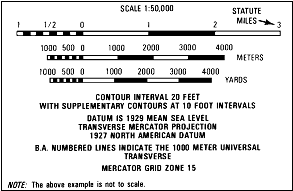 SCALE 1:50,000
STATUTE
MILES
1 1/2 0 1 2 3
1000 500 0 1000 2000 3000 4000
METERS
1000 500 0 1000 2000 3000 4000
YARDS
CONTOUR INTERVAL 20 FEET
WITH SUPPLEMENTARY CONTOURS AT 10 FOOT INTERVALS
DATUM IS 1929 MEAN SEA LEVEL
TRANSVERSE MERCATOR PROJECTION
1927 NORTH AMERICAN DATUM
B.A. NUMBERED LINES INDICATE THE 1000 METER UNIVERSAL
TRANSVERSE
MERCATOR GRID ZONE 15
NOTE: The above example is not to scale.